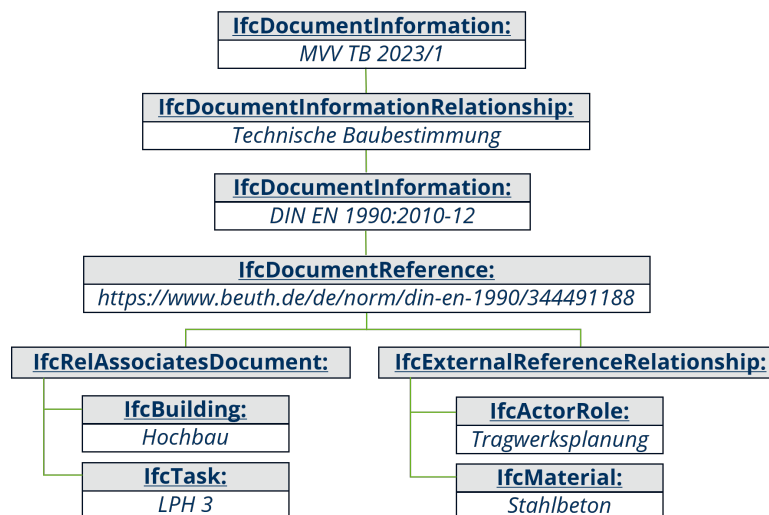 IfcDocumentInformation:
MVV TB 2023/1
IfcDocumentInformationRelationship:
Technische Baubestimmung
IfcDocumentInformation:
DIN EN 1990:2010-12
IfcDocumentReference:
https://www.beuth.de/de/norm/din-en-1990/344491188
IfcRelAssociatesDocument:
IfcExternalReferenceRelationship:
IfcBuilding:
Hochbau
IfcActorRole:
Tragwerksplanung
IfcTask:
LPH 3
IfcMaterial:
Stahlbeton